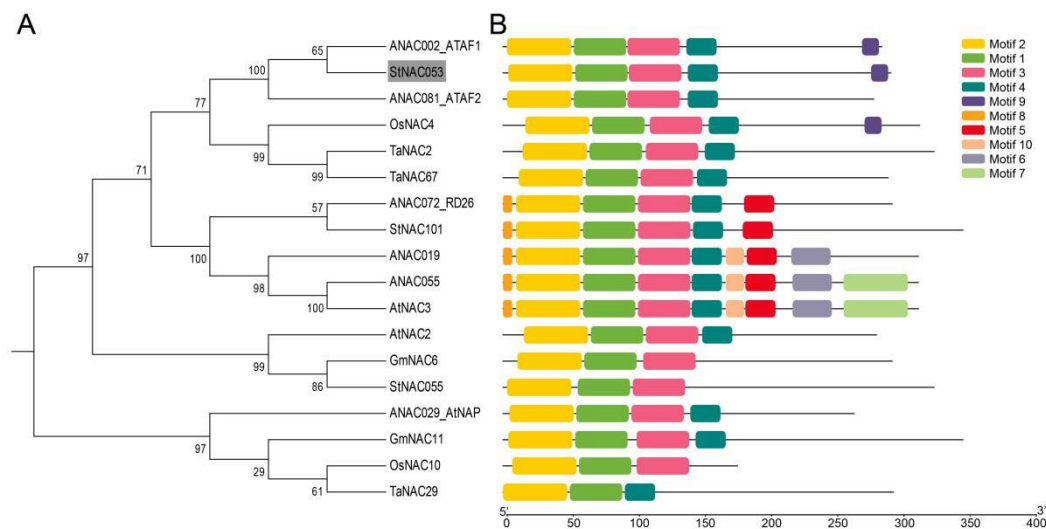 A
B
65
100
77
99
99
71
57
100
98
100
97
99
86
97
29
61
ANAC002_ATAF1
StNAC053
ANAC081_ATAF2
OsNAC4
TaNAC2
TaNAC67
ANAC072_RD26
StNAC101
ANAC019
ANAC055
AtNAC3
AtNAC2
GmNAC6
StNAC055
ANAC029_AtNAP
GmNAC11
OsNAC10
TaNAC29
Motif 2
Motif 1
Motif 3
Motif 4
Motif 9
Motif 8
Motif 5
Motif 10
Motif 6
Motif 7
5' 3'
0 50 100 150 200 250 300 350 400